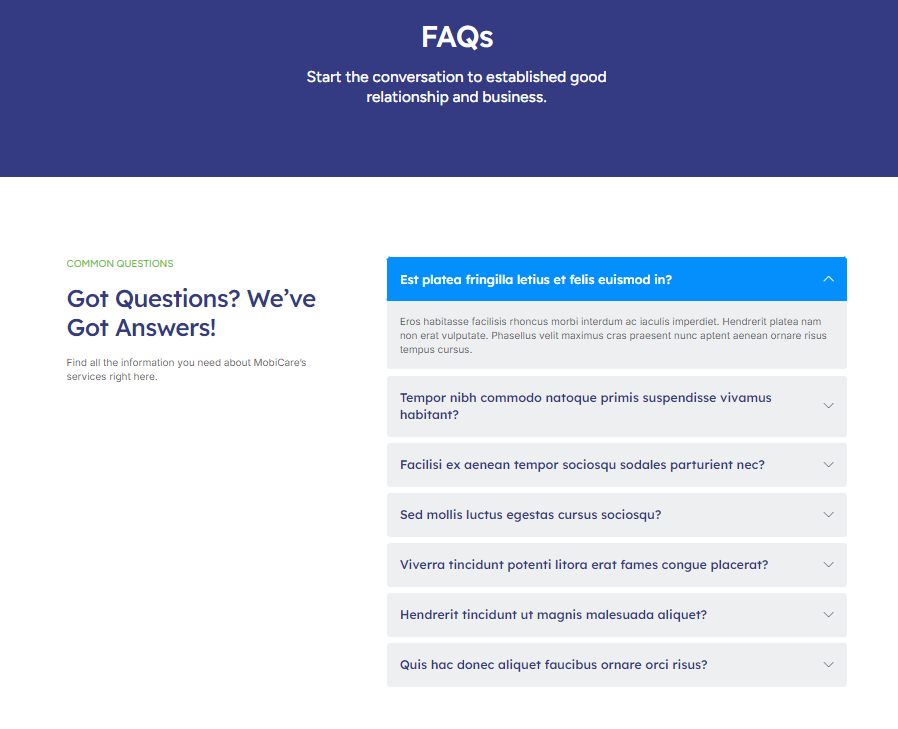 FAQs
Start the conversation to established good
relationship and business.
COMMON QUESTIONS
Got Questions? We’ve
Got Answers!
Find all the information you need about MobiCare’s
services right here.
Est platea fringilla letius et felis euismod in?
Eros habitasse facilisis rhoncus morbi interdum ac iaculis imperdiet. Hendrerit platea nam
non erat vulputate. Phasellus velit maximus cras praesent nunc aptent aenean ornare risus
tempus cursus.
Tempor nibh commodo natoque primis suspendisse vivamus
habitant?
Facilisi ex aenean tempor sociosqu sodales parturient nec?
Sed mollis luctus egestas cursus sociosqu?
Viverra tincidunt potenti litora erat fames congue placerat?
Hendrerit tincidunt ut magnis malesuada aliquet?
Quis hac donec aliquet faucibus ornare orci risus?